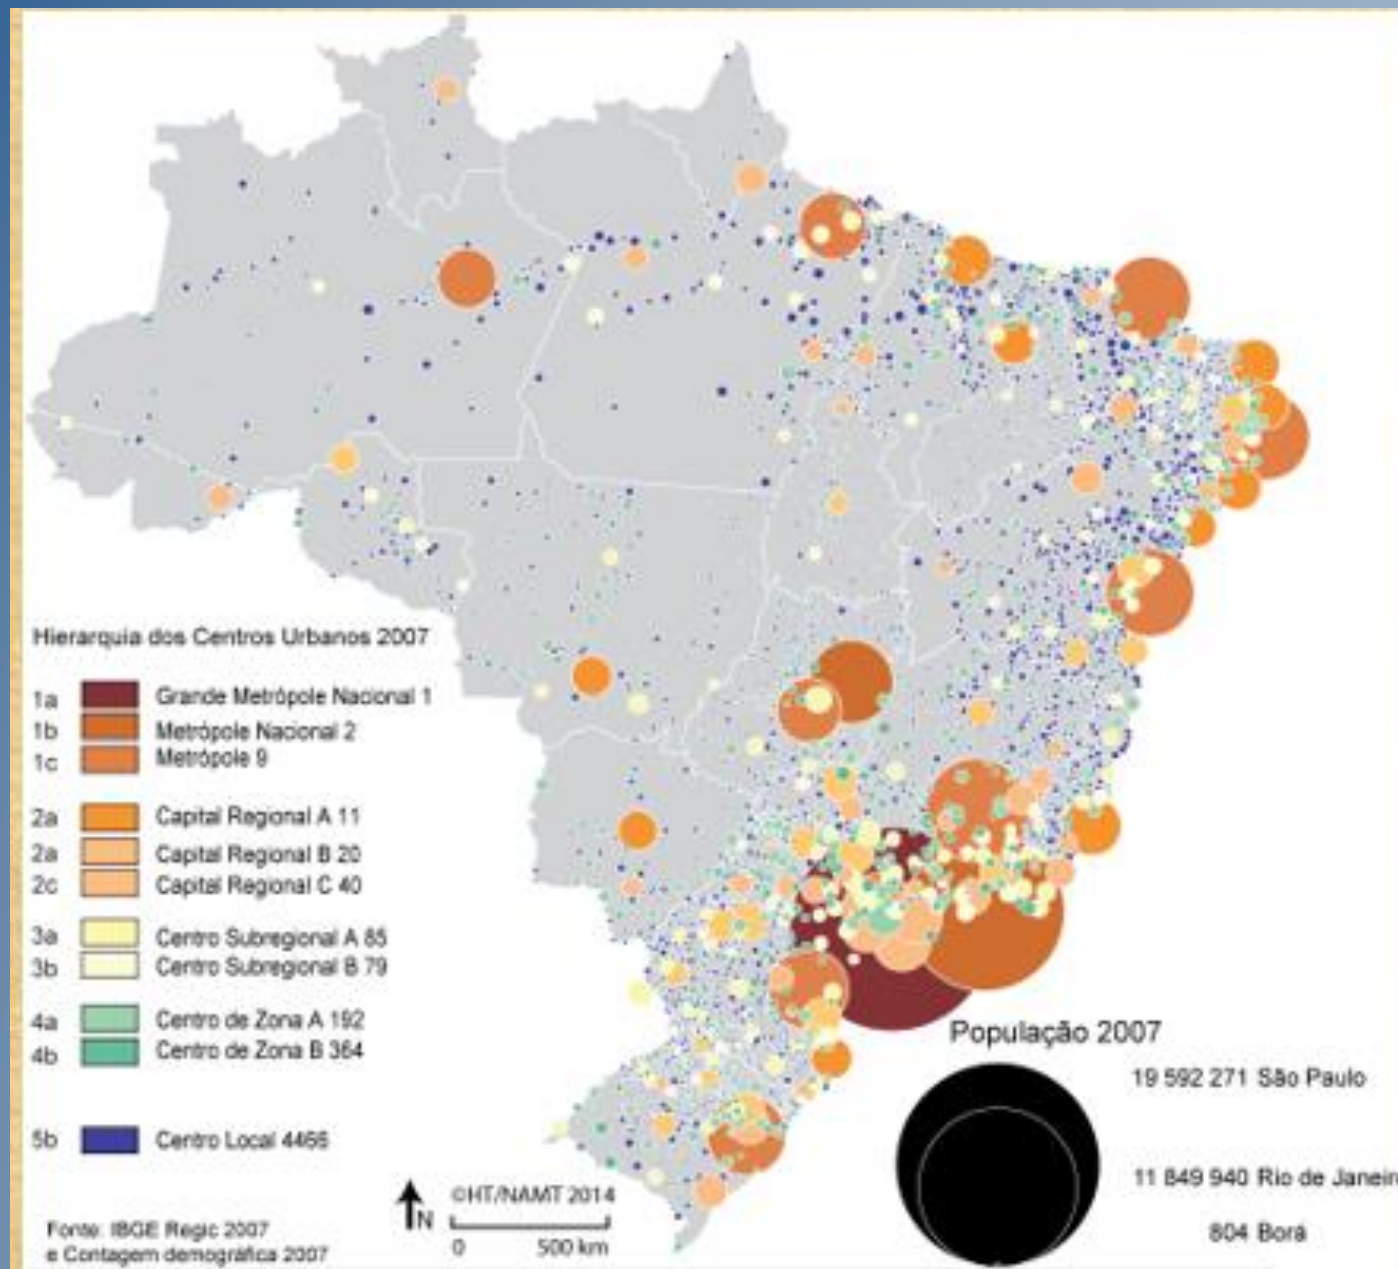 Hierarquia dos Centros Urbanos 2007
1a Grande Metrópole Nacional 1
1b Metrópole Nacional 2
1c Metrópole 9
2a Capital Regional A 11
2a Capital Regional B 20
2c Capital Regional C 40
3a Centro Subregional A 85
3b Centro Subregional B 79
4a Centro de Zona A 192
4b Centro de Zona B 364
5b Centro Local 4466
Fonte: IBGE Regic 2007
e Contagem demográfica 2007
N
©HT/NAMT 2014
0 500 km
População 2007
19 592 271 São Paulo
11 849 940 Rio de Janeir
804 Borá